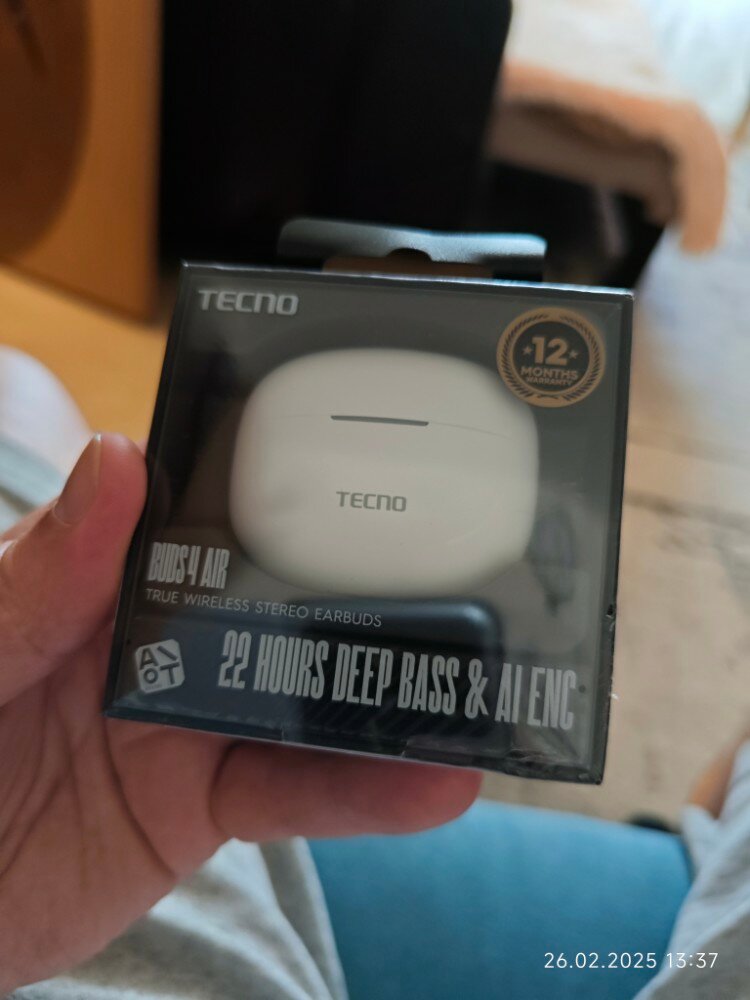 TECNO
12
MONTHS
WARRANTY
TECNO
BUDS4 AIR
TRUE WIRELESS STEREO EARBUDS
AIOT
22 HOURS DEEP BASS & AI ENC
26.02.2025 13:37